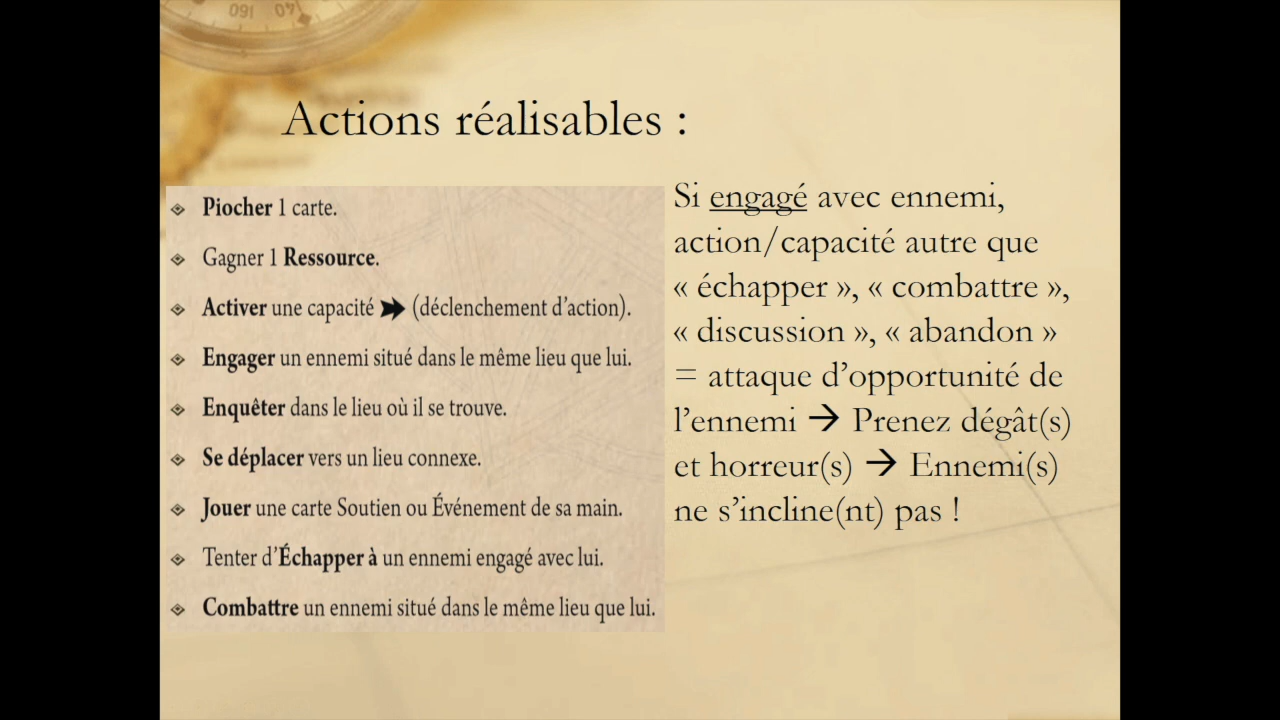 Actions réalisables :
Piocher 1 carte.
Gagner 1 Ressource.
Activer une capacité (déclenchement d'action).
Engager un ennemi situé dans le même lieu que lui.
Enquêter dans le lieu où il se trouve.
Se déplacer vers un lieu connexe.
Jouer une carte Soutien ou Événement de sa main.
Tenter d'Échapper à un ennemi engagé avec lui.
Combattre un ennemi situé dans le même lieu que lui.
Si engagé avec ennemi,
action/capacité autre que
« échapper », « combattre »,
« discussion », « abandon »
= attaque d'opportunité de
l'ennemi → Prenez dégât(s)
et horreur(s) → Ennemi(s)
ne s'incline(nt) pas !